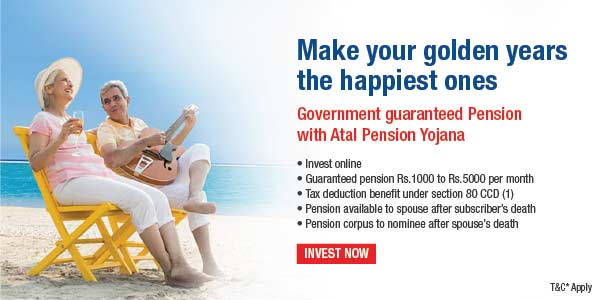 Make your golden years
the happiest ones
Government guaranteed Pension
with Atal Pension Yojana
• Invest online
• Guaranteed pension Rs.1000 to Rs.5000 per month
• Tax deduction benefit under section 80 CCD (1)
• Pension available to spouse after subscriber's death
• Pension corpus to nominee after spouse's death
INVEST NOW
T&C* Apply